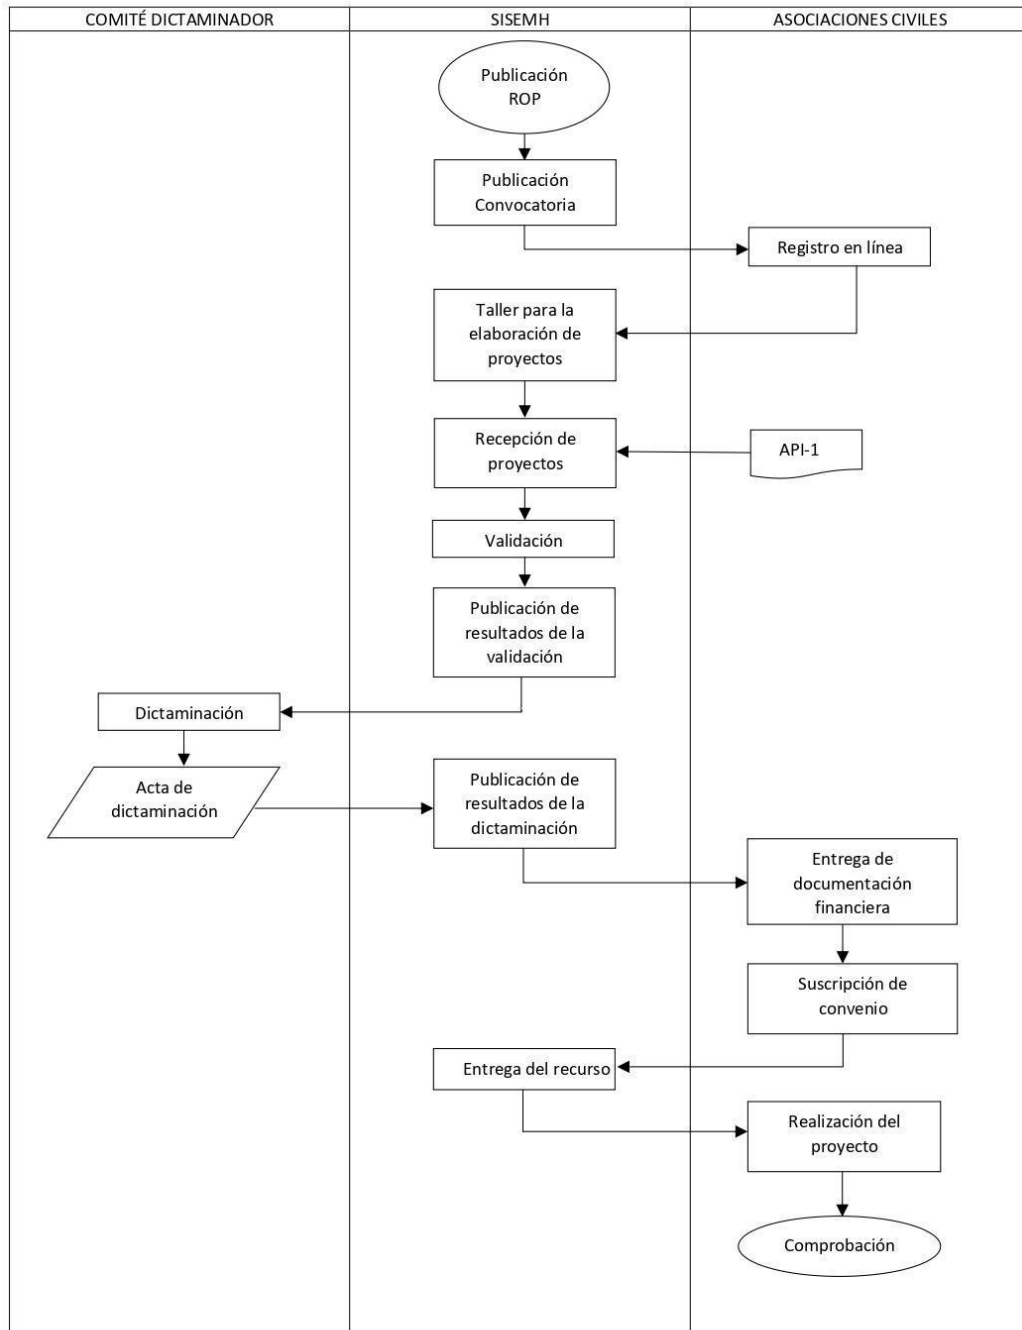 COMITÉ DICTAMINADOR
SISEMH
ASOCIACIONES CIVILES
Publicación
ROP
Publicación
Convocatoria
Registro en línea
Taller para la
elaboración de
proyectos
Recepción de
proyectos
API-1
Validación
Publicación de
resultados de la
validación
Dictaminación
Acta de
dictaminación
Publicación de
resultados de la
dictaminación
Entrega de
documentación
financiera
Suscripción de
convenio
Entrega del recurso
Realización del
proyecto
Comprobación